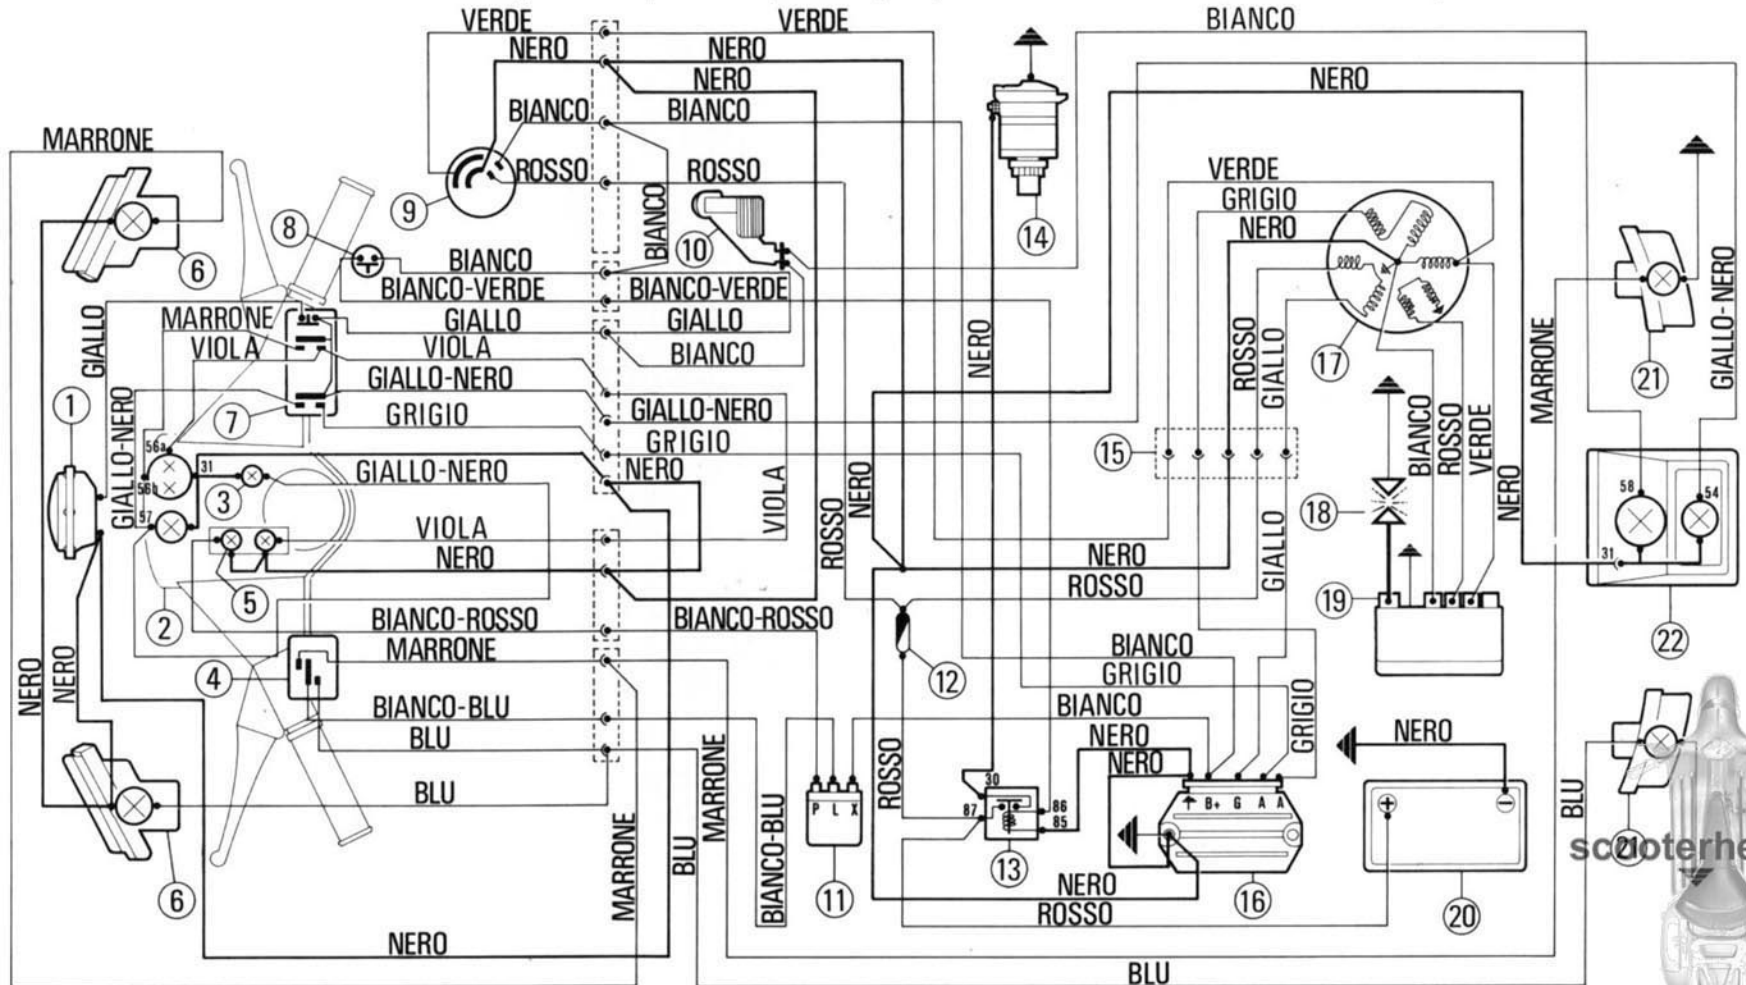 VERDE
VERDE
BIANCO
NERO
NERO
NERO
NERO
BIANCO
BIANCO
MARRONE
ROSSO
ROSSO
VERDE
GRIGIO
NERO
9
8
10
14
6
BIANCO
BIANCO
BIANCO-VERDE
BIANCO-VERDE
GIALLO
MARRONE
GIALLO
GIALLO
VIOLA
VIOLA
BIANCO
NERO
ROSSO
GIALLO
17
MARRONE
21
GIALLO-NERO
1
7
GIALLO-NERO
GIALLO-NERO
GIALLO-NERO
GRIGIO
GRIGIO
15
BIANCO
ROSSO
VERDE
56a
56b
31
3
GIALLO-NERO
NERO
VIOLA
NERO
NERO
58
54
57
VIOLA
18
NERO
ROSSO
NERO
GIALLO
31
5
2
ROSSO
19
BIANCO-ROSSO
BIANCO-ROSSO
22
MARRONE
BIANCO
4
12
GRIGIO
NERO
NERO
BIANCO-BLU
BIANCO
BLU
NERO
NERO
GRIGIO
NERO
MARRONE
ROSSO
30
87
86
85
P L X
B+ G A A
+
−
BLU
BLU
BLU
BIANCO-BLU
21
scooterhe
6
MARRONE
11
13
NERO
16
ROSSO
20
NERO
BLU